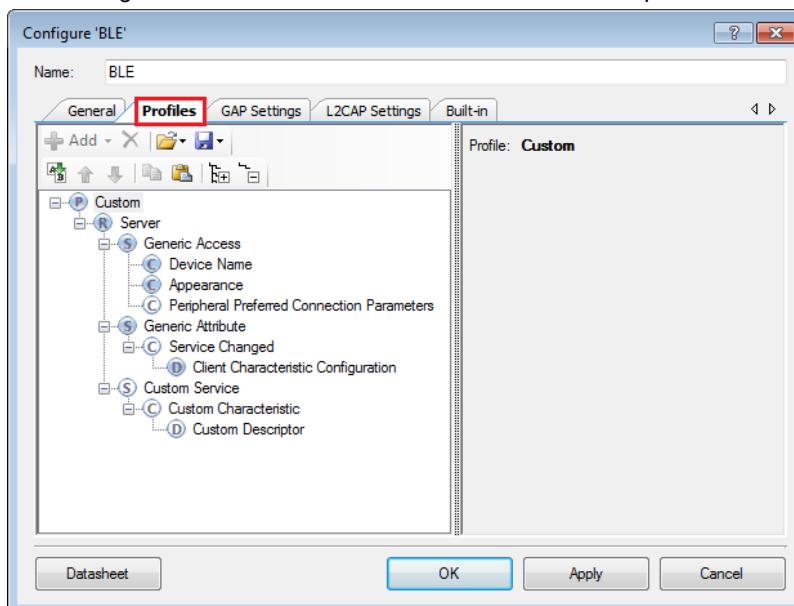 Configure 'BLE'
?
Name: BLE
General Profiles GAP Settings L2CAP Settings Built-in
Add
Profile: Custom
P Custom
R Server
S Generic Access
C Device Name
C Appearance
C Peripheral Preferred Connection Parameters
S Generic Attribute
C Service Changed
D Client Characteristic Configuration
S Custom Service
C Custom Characteristic
D Custom Descriptor
Datasheet OK Apply Cancel